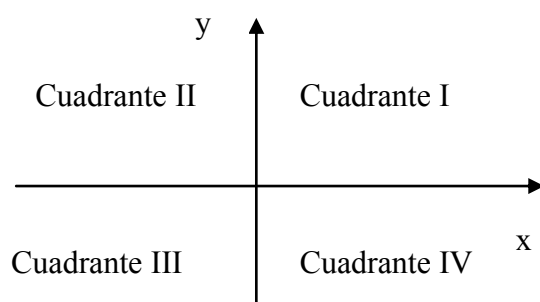 y
Cuadrante II
Cuadrante I
x
Cuadrante III
Cuadrante IV